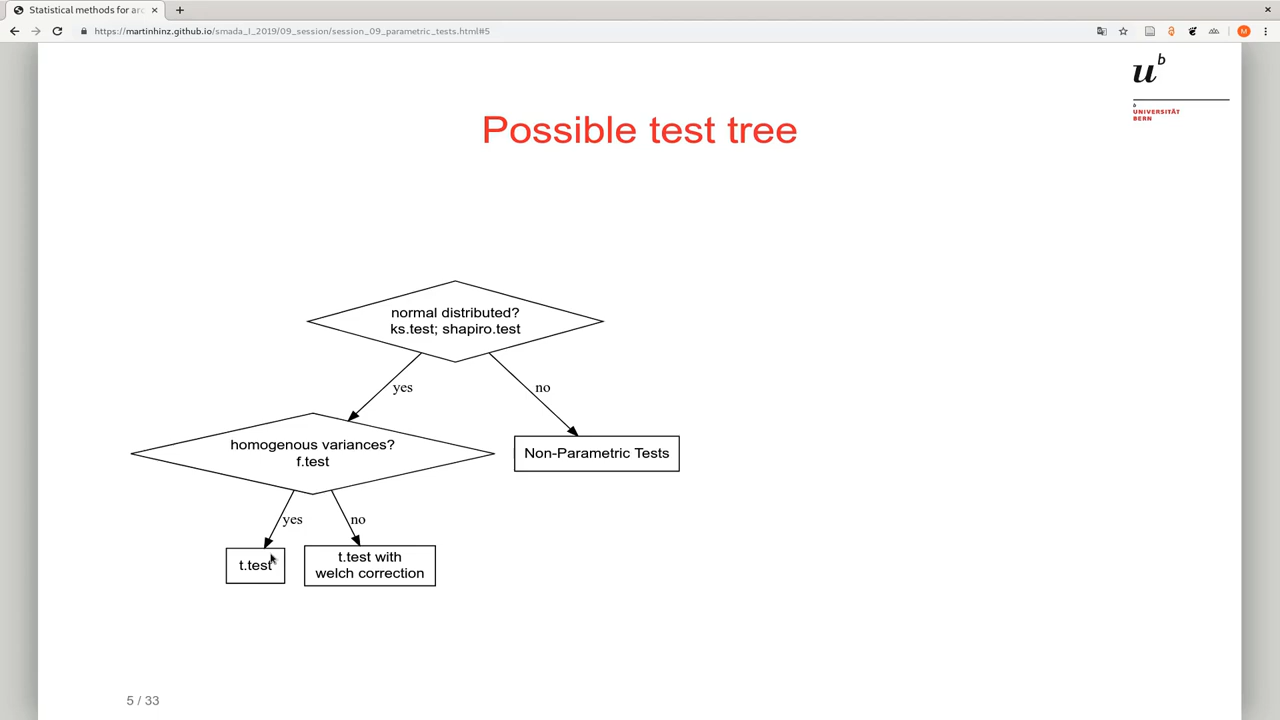 Statistical methods for arc
https://martinhinz.github.io/smada_I_2019/09_session/session_09_parametric_tests.html#5
M
u b
b
UNIVERSITÄT
BERN
Possible test tree
normal distributed?
ks.test; shapiro.test
yes
no
homogenous variances?
f.test
Non-Parametric Tests
yes
no
t.test
t.test with
welch correction
5 / 33